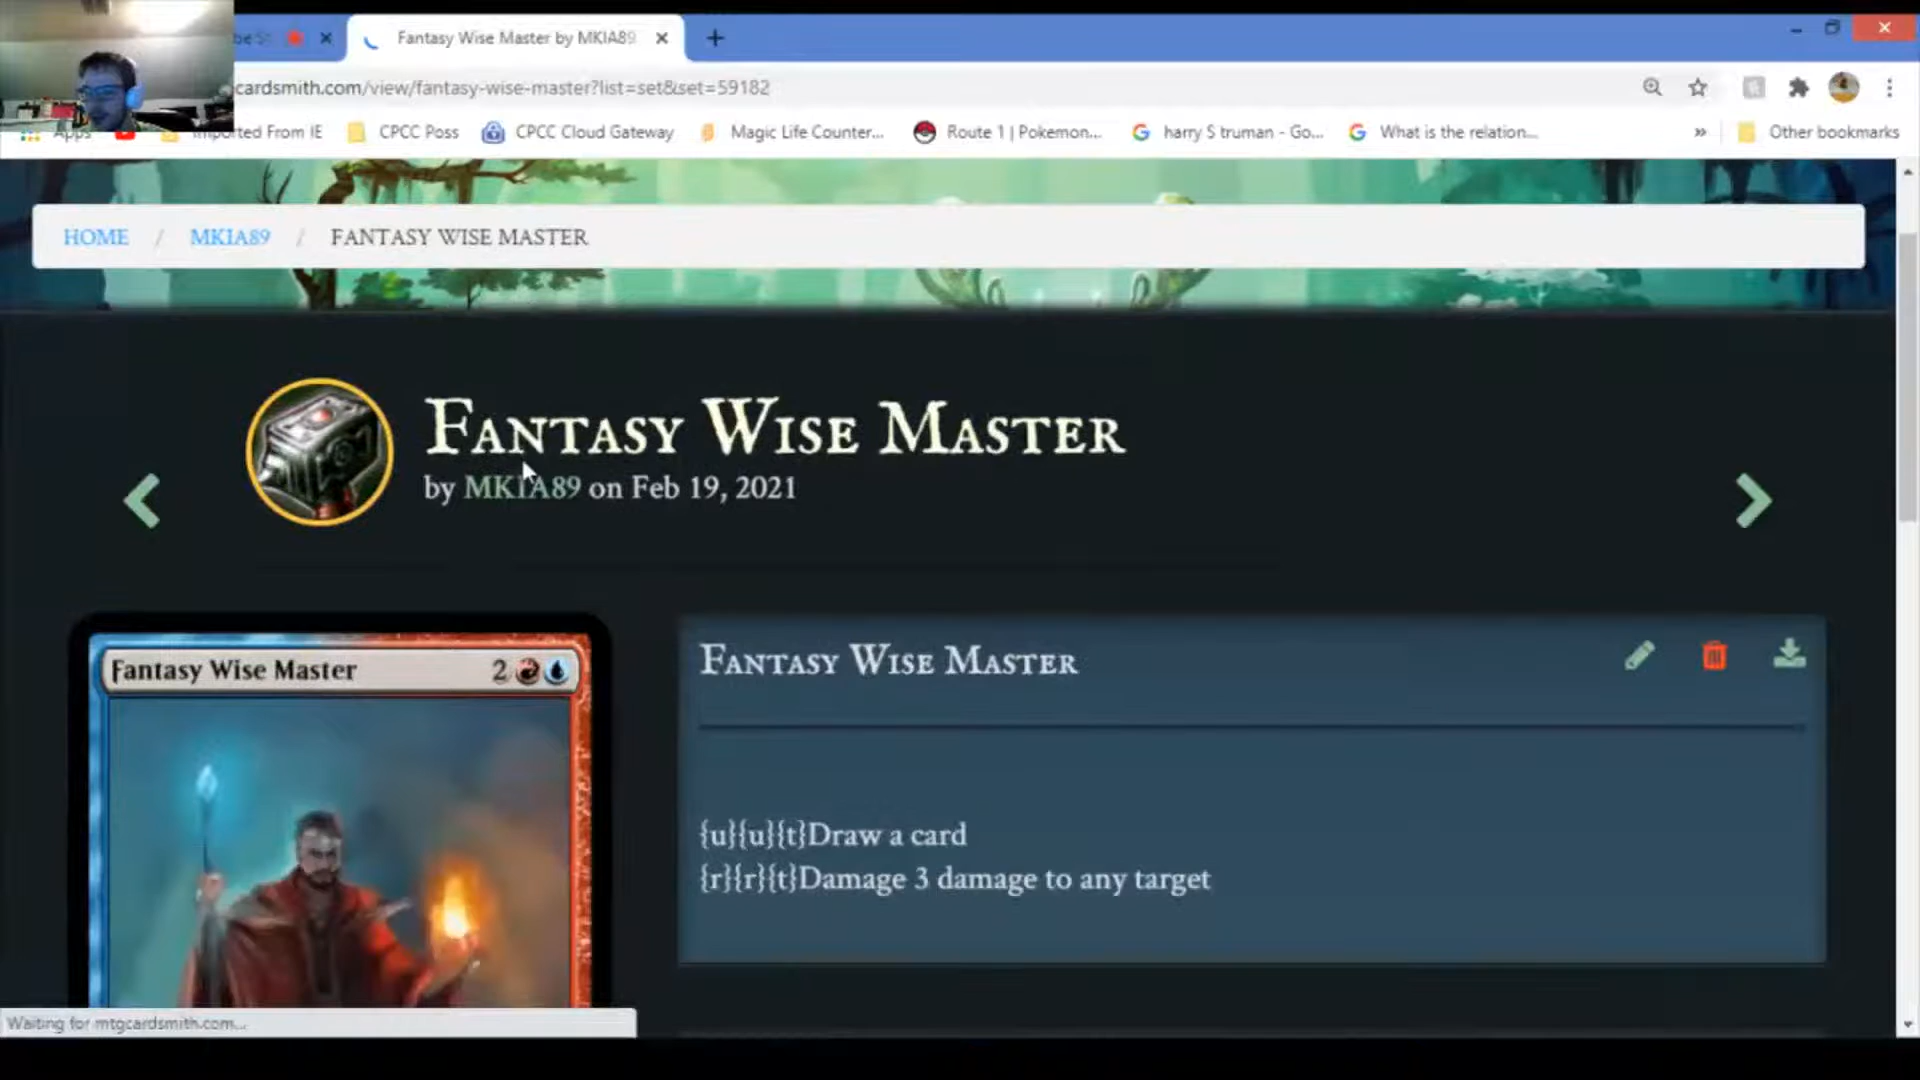 Fantasy Wise Master by MKIA89
cardsmith.com/view/fantasy-wise-master?list=set&set=59182
Apps
Imported From IE
CPCC Poss
CPCC Cloud Gateway
Magic Life Counter...
Route 1 | Pokemon...
harry S truman - Go...
What is the relation...
»
Other bookmarks
HOME / MKIA89 / FANTASY WISE MASTER
FANTASY WISE MASTER
by MKIA89 on Feb 19, 2021
Fantasy Wise Master 2
FANTASY WISE MASTER
{u}{u}{t}Draw a card
{r}{r}{t}Damage 3 damage to any target
Waiting for mtgcardsmith.com...